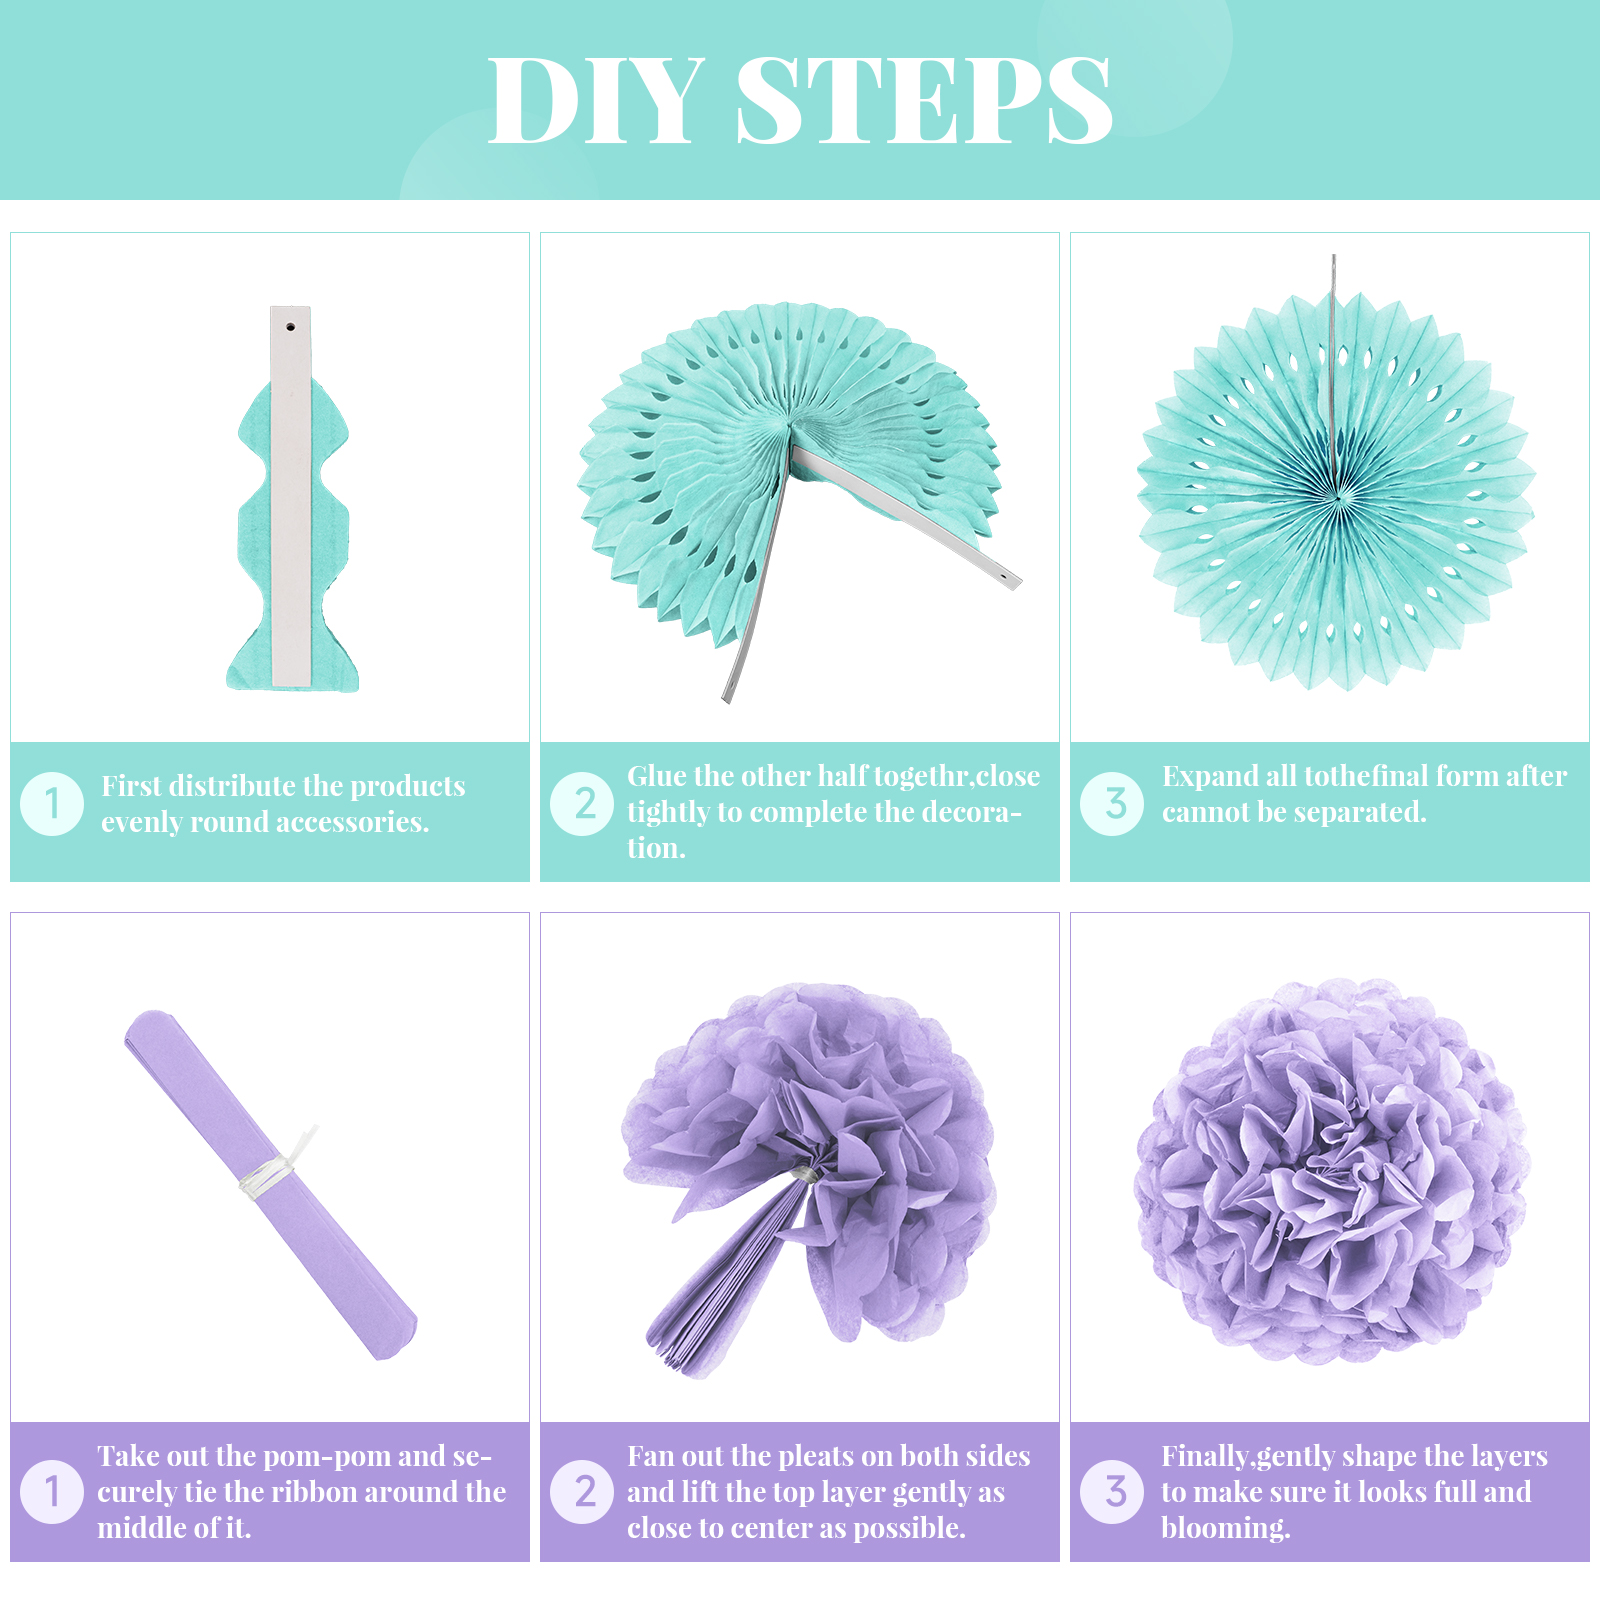 DIY STEPS
1
First distribute the products
evenly round accessories.
2
Glue the other half togethr,close
tightly to complete the decora-
tion.
3
Expand all tothefinal form after
cannot be separated.
1
Take out the pom-pom and se-
curely tie the ribbon around the
middle of it.
2
Fan out the pleats on both sides
and lift the top layer gently as
close to center as possible.
3
Finally,gently shape the layers
to make sure it looks full and
blooming.